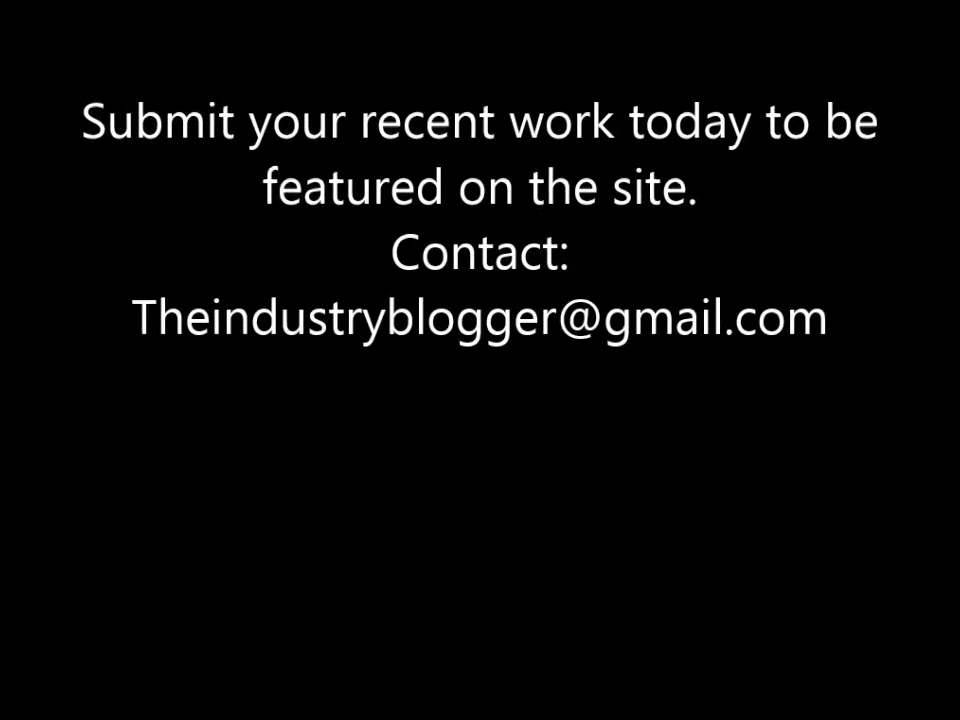 Submit your recent work today to be
featured on the site.
Contact:
Theindustryblogger@gmail.com